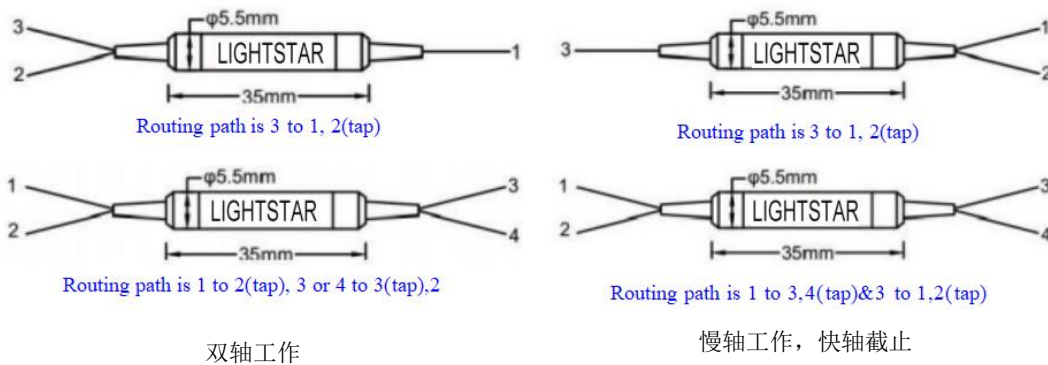 φ5.5mm
3
2
LIGHTSTAR
1
35mm
Routing path is 3 to 1, 2(tap)
φ5.5mm
3
LIGHTSTAR
1
2
35mm
Routing path is 3 to 1, 2(tap)
φ5.5mm
1
2
LIGHTSTAR
3
4
35mm
Routing path is 1 to 2(tap), 3 or 4 to 3(tap),2
φ5.5mm
1
2
LIGHTSTAR
3
4
35mm
Routing path is 1 to 3,4(tap)&3 to 1,2(tap)
双轴工作
慢轴工作，快轴截止